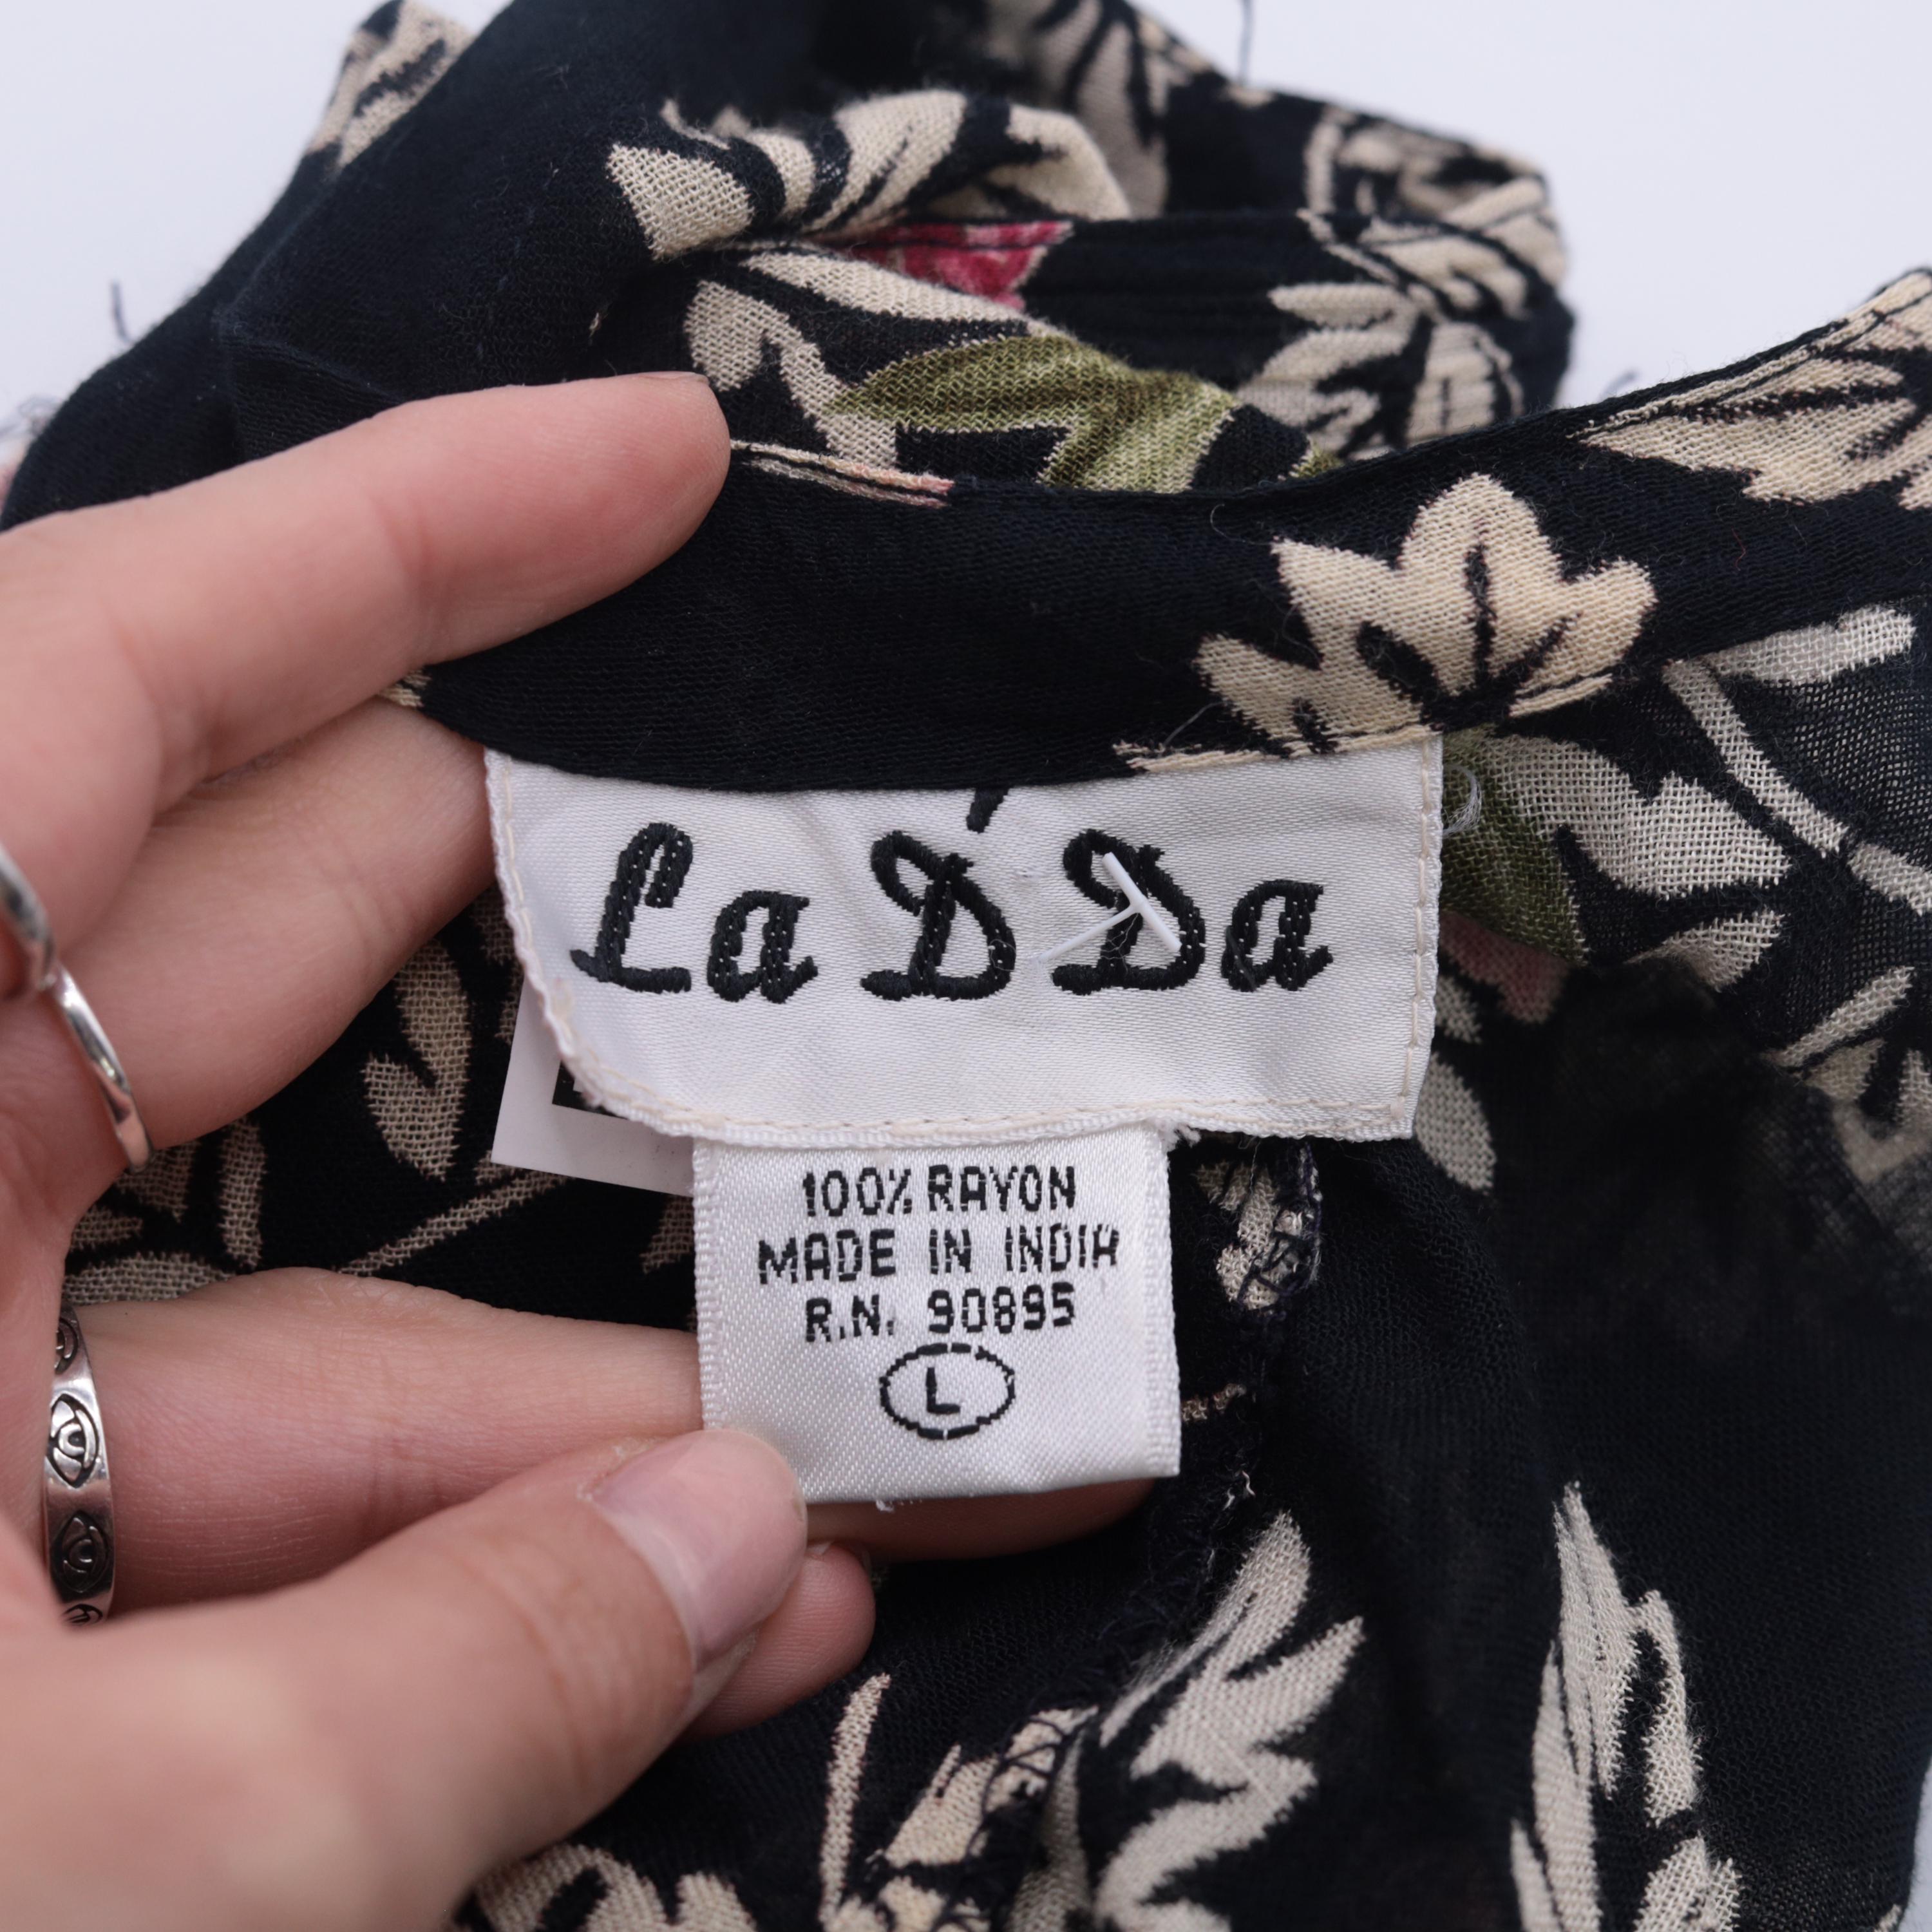 La D' Da
100% RAYON
MADE IN INDIA
R.N. 90895
L